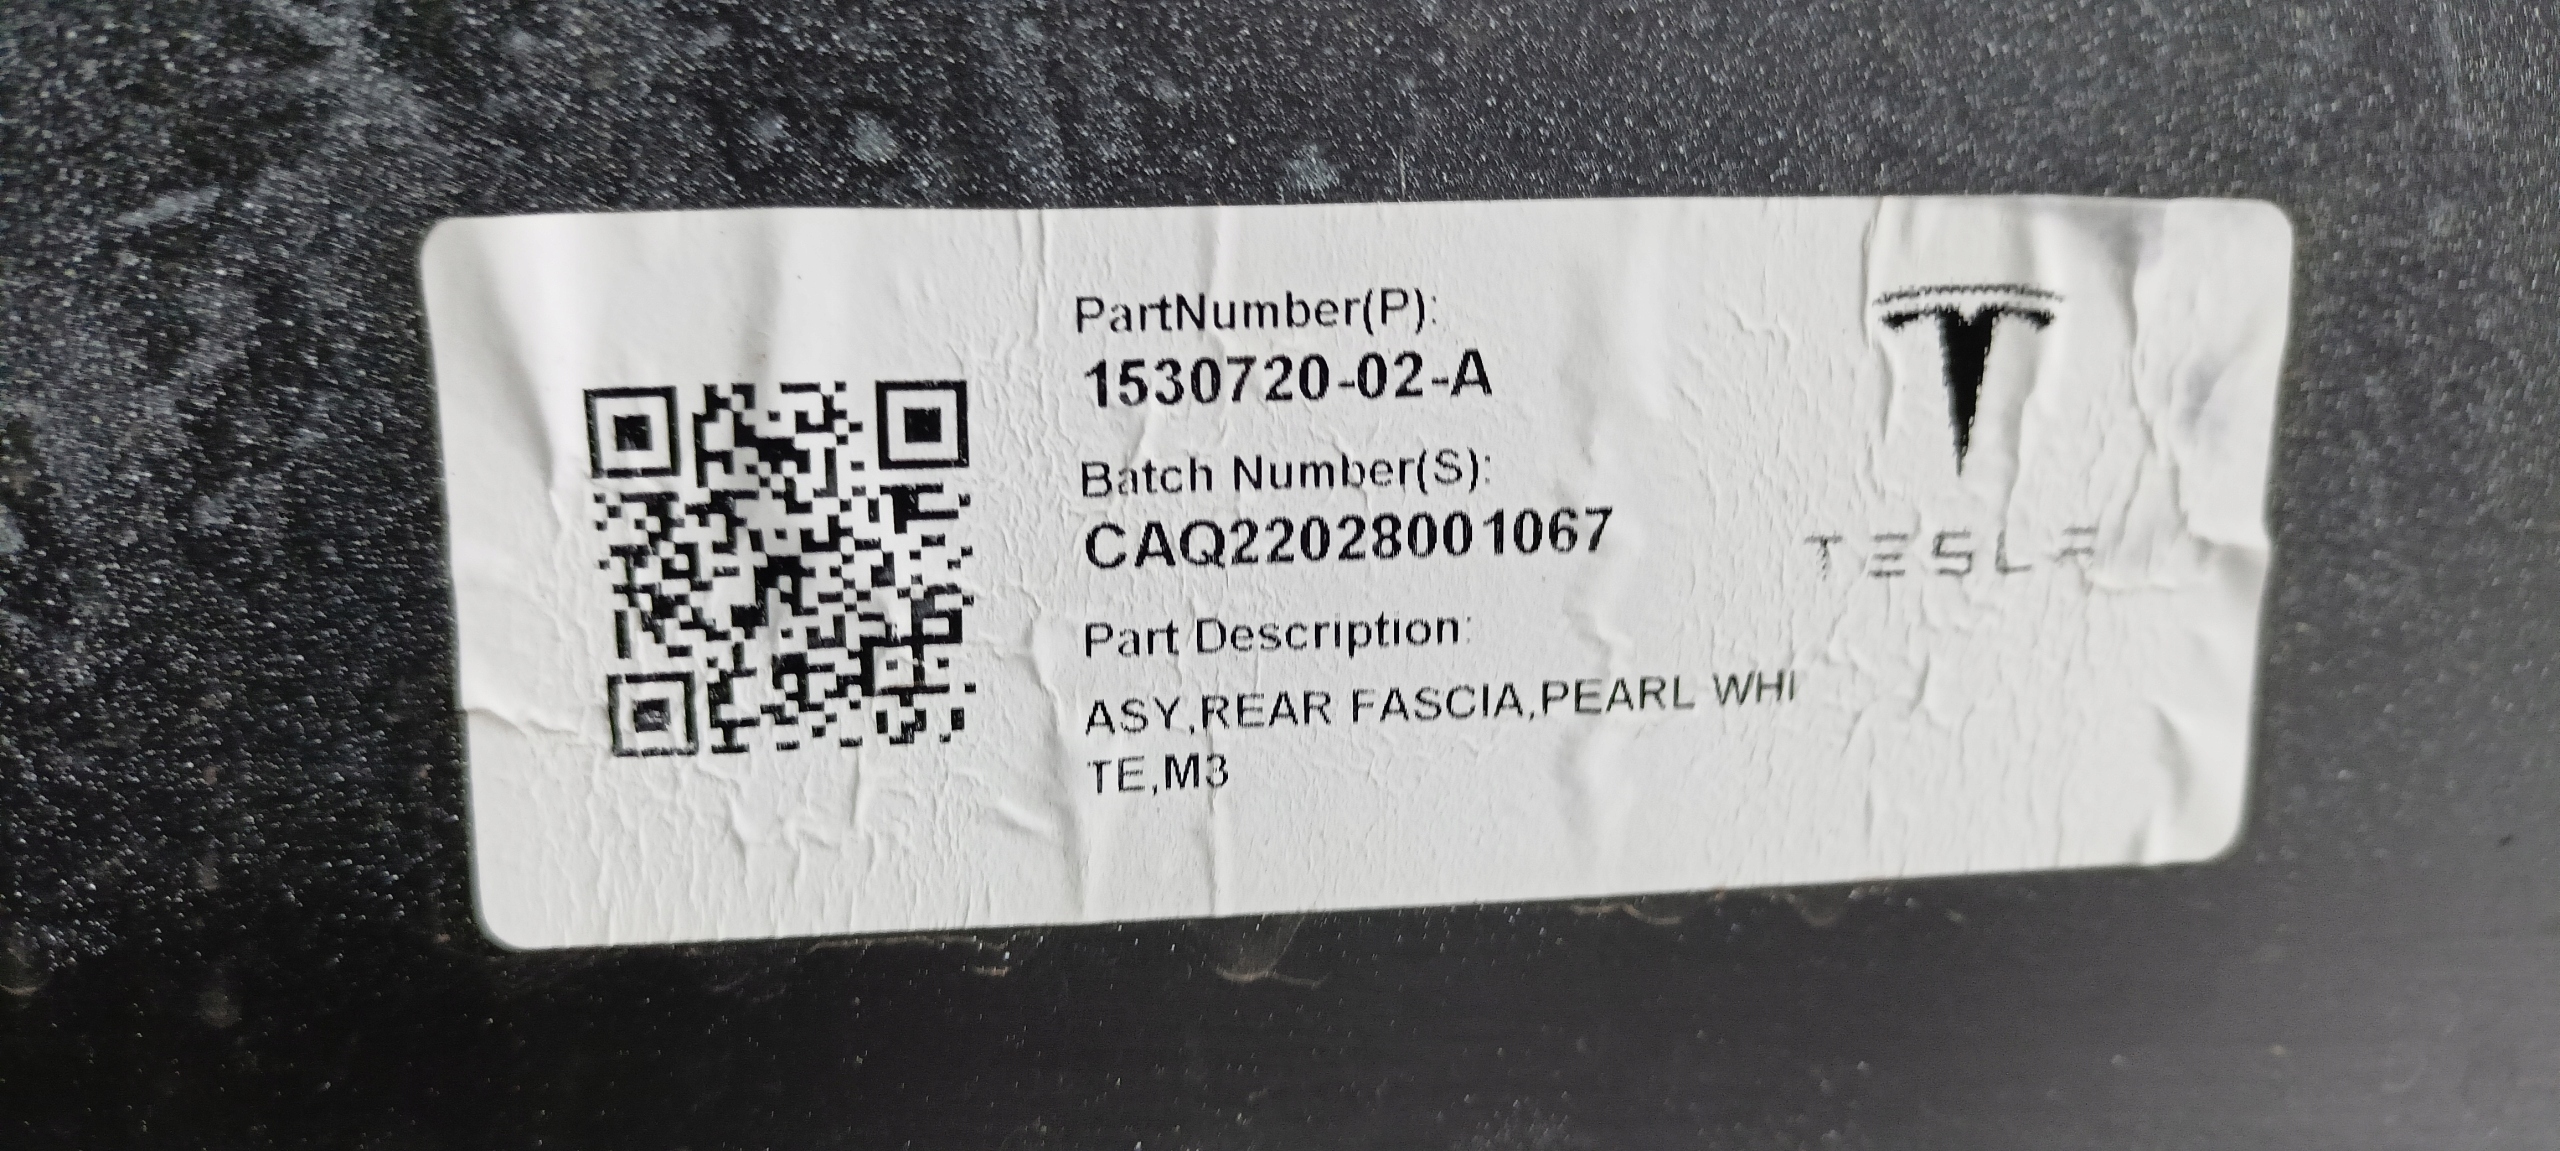 PartNumber(P):
1530720-02-A
Batch Number(S):
CAQ22028001067
Part Description:
ASY,REAR FASCIA,PEARL WHI
TE,M3
TESLA